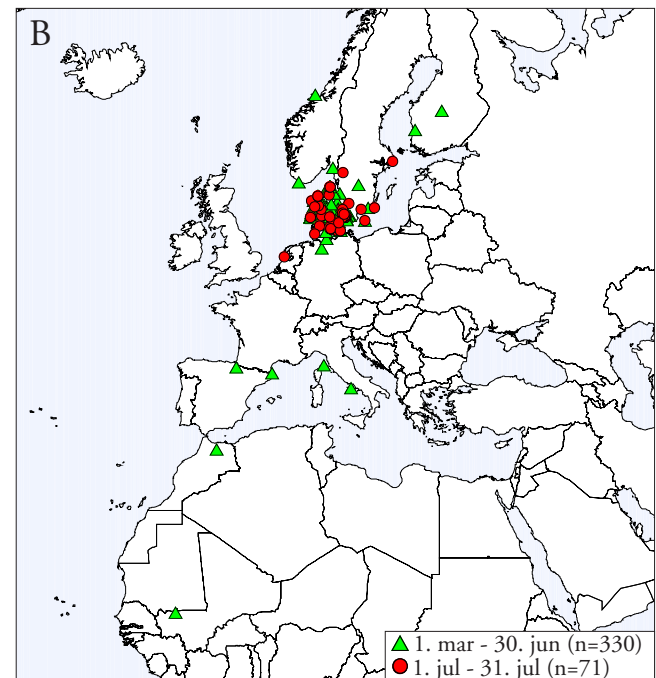 B
1. mar - 30. jun (n=330)
1. jul - 31. jul (n=71)